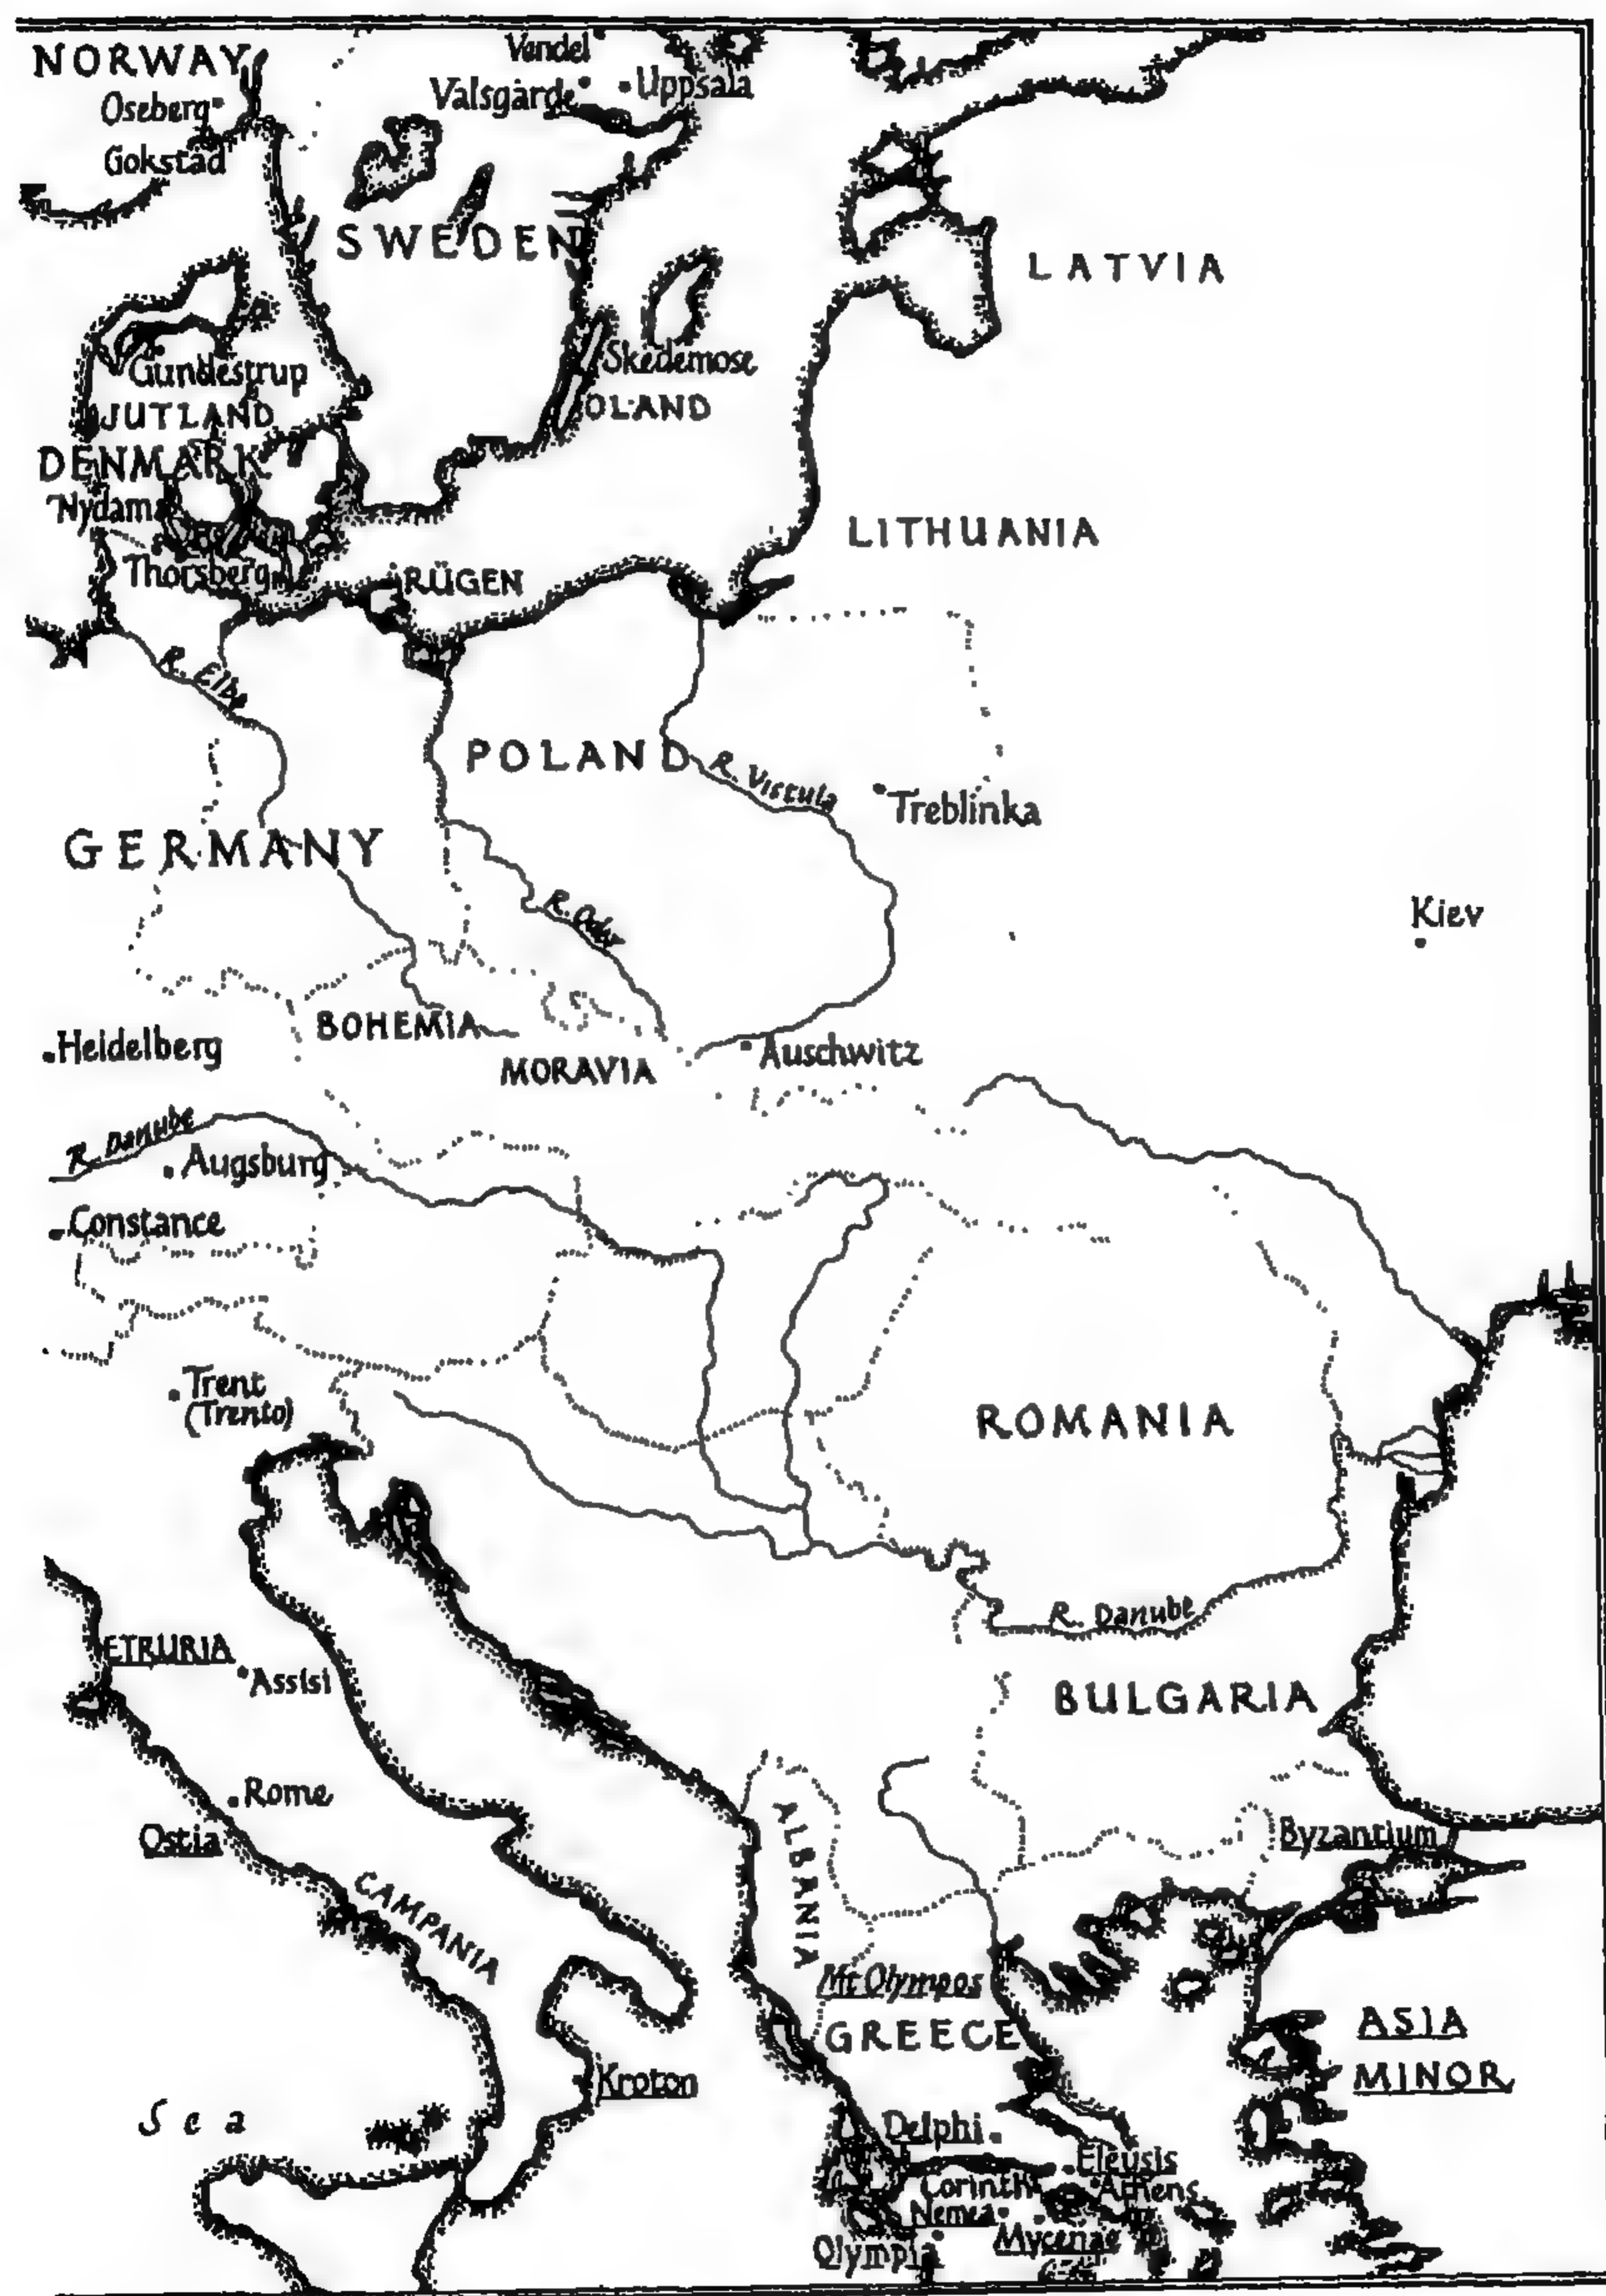 NORWAY
Vendel
Valsgärde
Uppsala
Oseberg
Gokstad
SWEDEN
LATVIA
Gundestrup
Skedemose
JUTLAND
OLAND
DENMARK
Nydam
LITHUANIA
Thorsberg
RÜGEN
R. Elbe
POLAND
R. Vistula
Treblinka
GERMANY
R. Oder
Kiev
BOHEMIA
Heidelberg
MORAVIA
Auschwitz
R. Danube
Augsburg
Constance
Trent
(Trento)
ROMANIA
R. Danube
ETRURIA
Assisi
BULGARIA
Rome
Ostia
ALBANIA
Byzantium
CAMPANIA
Mt Olympos
GREECE
ASIA
MINOR
Kroton
Sea
Delphi
Eleusis
Corinth
Athens
Nemea
Mycenae
Olympia